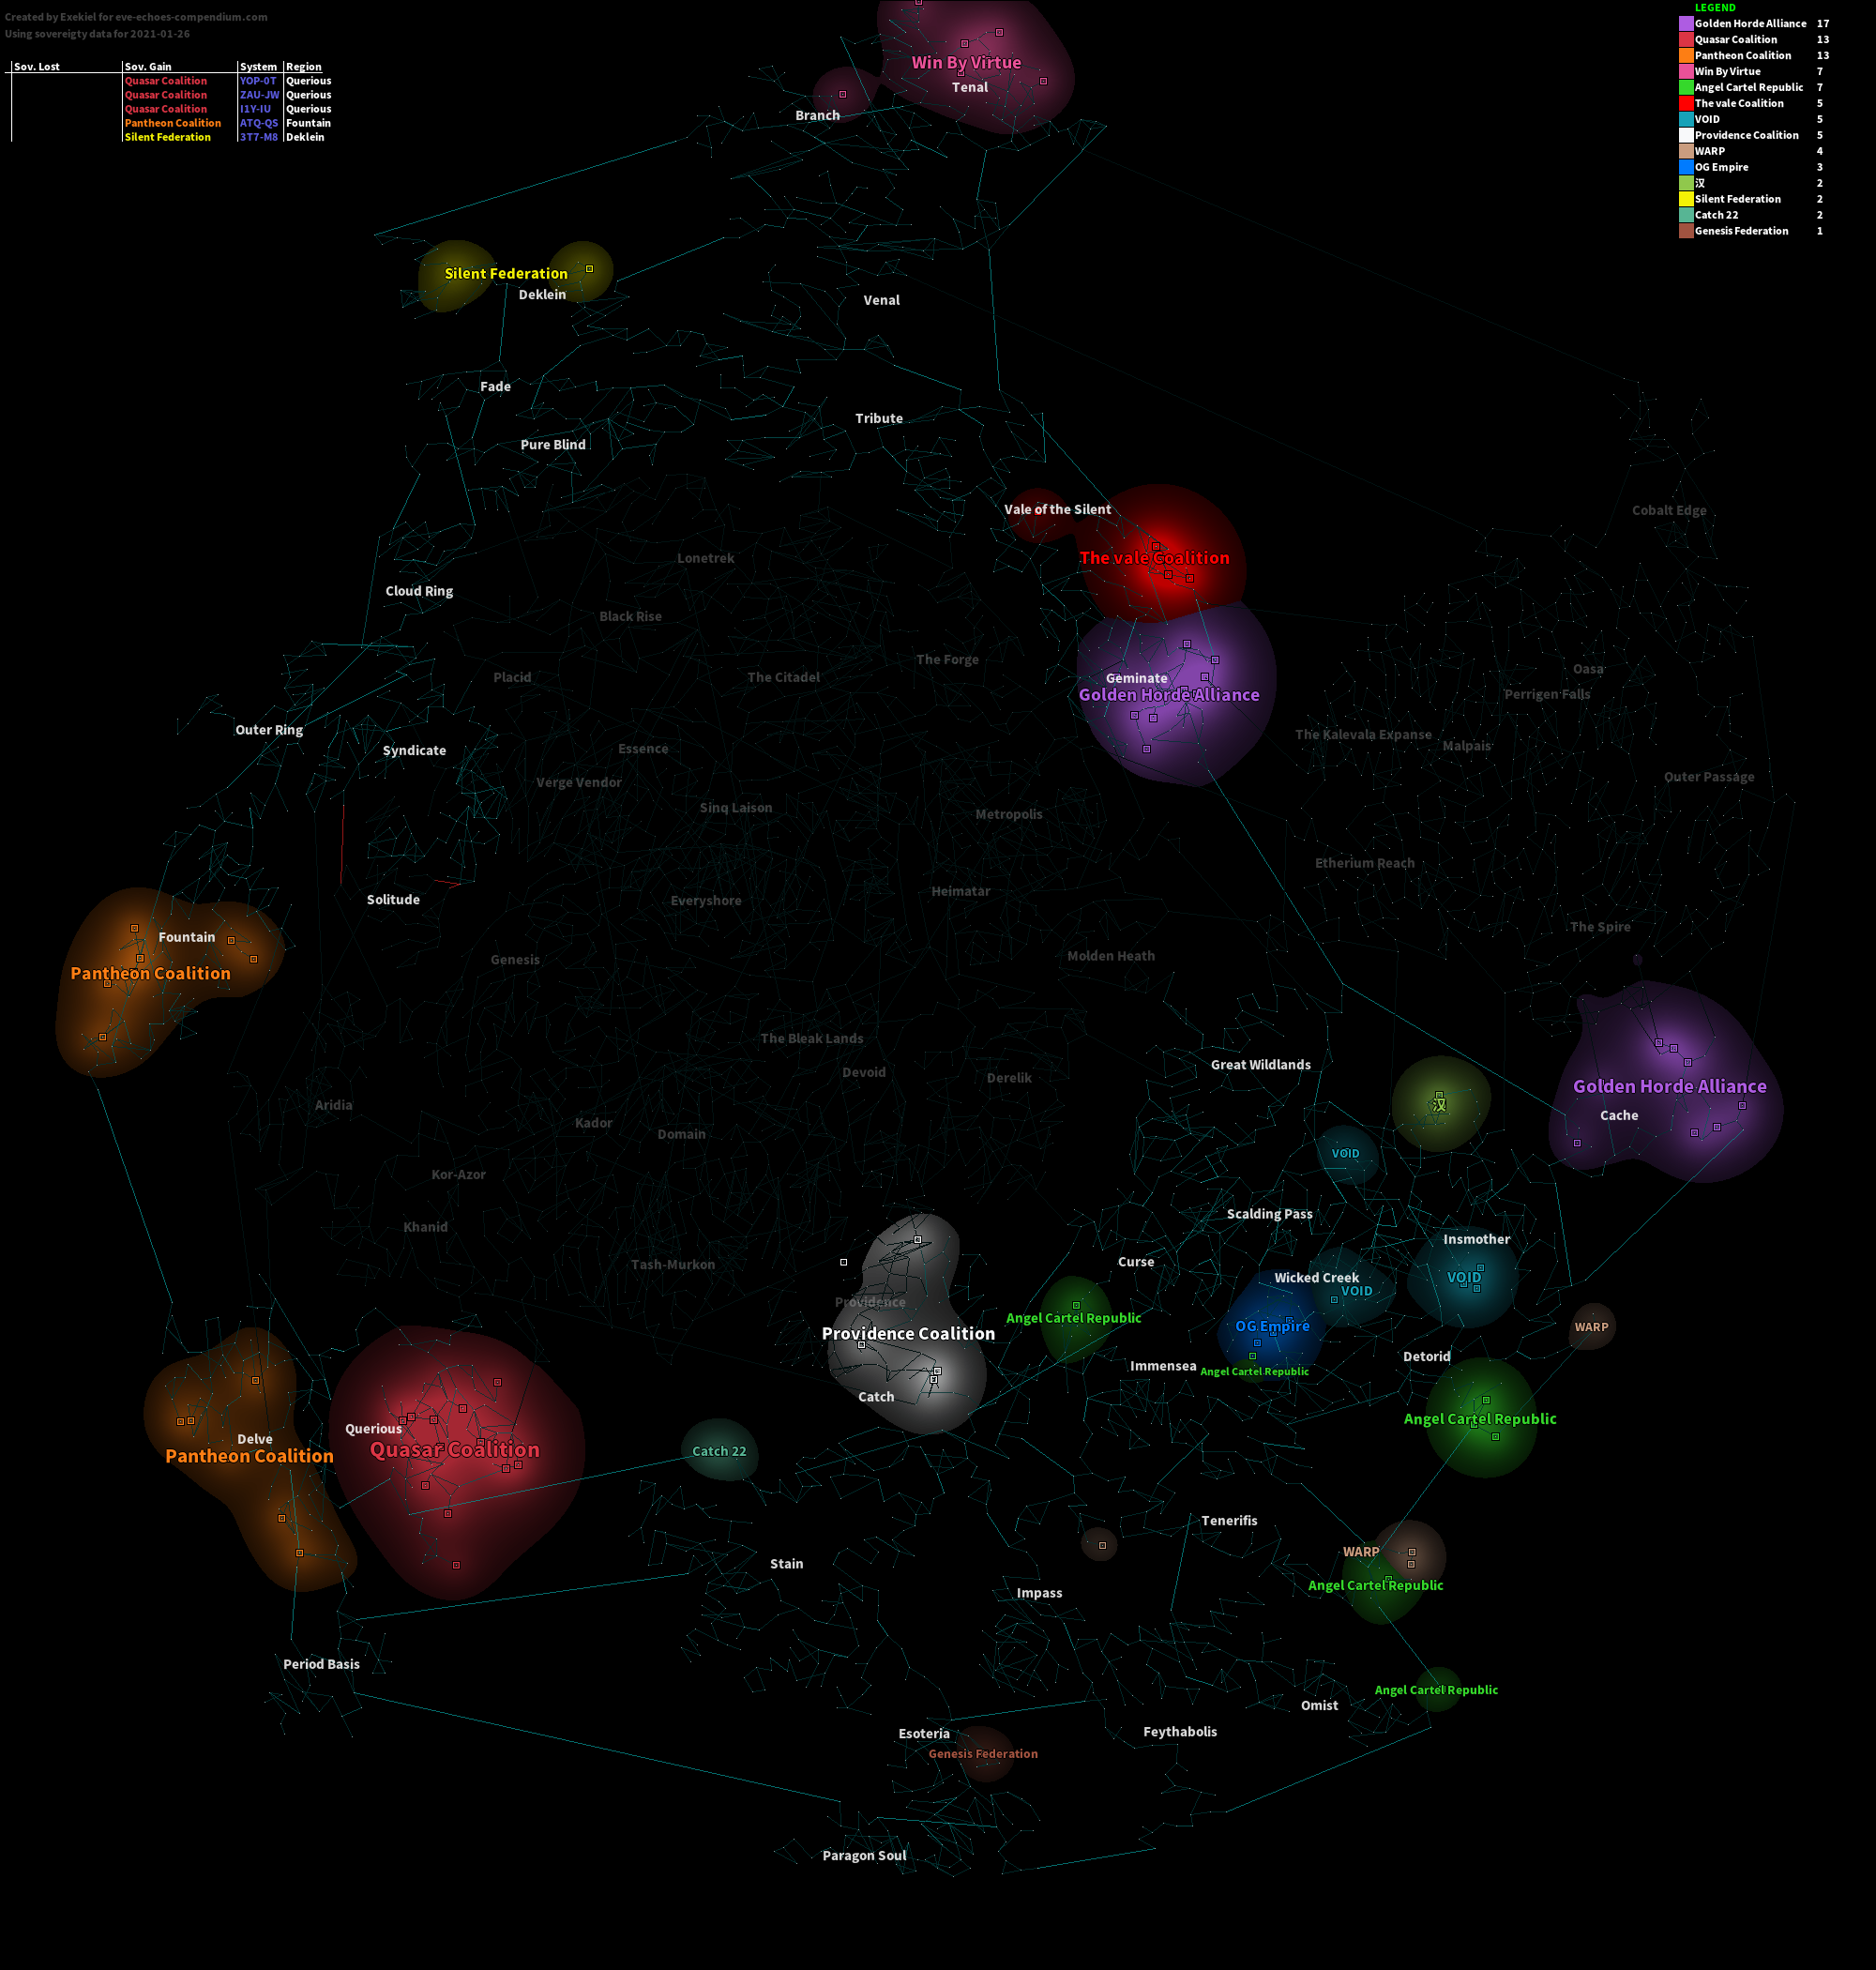 Created by Exekiel for eve-echoes-compendium.com
Using sovereigty data for 2021-01-26
Sov. Lost Sov. Gain System Region
Quasar Coalition YOP-0T Querious
Quasar Coalition ZAU-JW Querious
Quasar Coalition I1Y-IU Querious
Pantheon Coalition ATQ-QS Fountain
Silent Federation 3T7-M8 Deklein
LEGEND
Golden Horde Alliance 17
Quasar Coalition 13
Pantheon Coalition 13
Win By Virtue 7
Angel Cartel Republic 7
The vale Coalition 5
VOID 5
Providence Coalition 5
WARP 4
OG Empire 3
汉 2
Silent Federation 2
Catch 22 2
Genesis Federation 1
Win By Virtue
Tenal
Branch
Silent Federation
Deklein
Venal
Fade
Tribute
Pure Blind
Vale of the Silent
Cobalt Edge
The vale Coalition
Lonetrek
Cloud Ring
Black Rise
The Forge
Oasa
Placid
The Citadel
Geminate
Golden Horde Alliance
Perrigen Falls
Outer Ring
The Kalevala Expanse
Malpais
Syndicate
Essence
Outer Passage
Verge Vendor
Sinq Laison
Metropolis
Etherium Reach
Heimatar
Solitude
Everyshore
The Spire
Fountain
Molden Heath
Genesis
Pantheon Coalition
The Bleak Lands
Great Wildlands
Devoid
Derelik
Golden Horde Alliance
Aridia
汉
Cache
Kador
Domain
VOID
Kor-Azor
Scalding Pass
Khanid
Insmother
Curse
Tash-Murkon
Wicked Creek
VOID
VOID
Providence
Angel Cartel Republic
OG Empire
WARP
Providence Coalition
Detorid
Immensea
Angel Cartel Republic
Catch
Angel Cartel Republic
Querious
Delve
Quasar Coalition
Catch 22
Pantheon Coalition
Tenerifis
WARP
Stain
Angel Cartel Republic
Impass
Period Basis
Angel Cartel Republic
Omist
Feythabolis
Esoteria
Genesis Federation
Paragon Soul